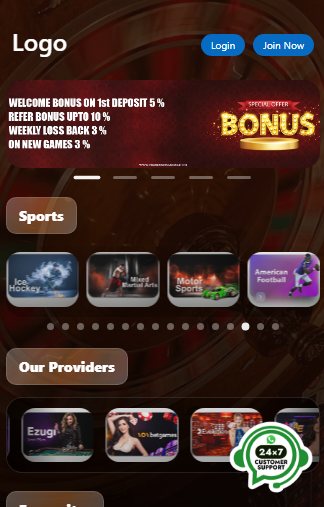 Logo
Login
Join Now
WELCOME BONUS ON 1st DEPOSIT 5 %
REFER BONUS UPTO 10 %
WEEKLY LOSS BACK 3 %
ON NEW GAMES 3 %
SPECIAL OFFER
BONUS
Sports
Ice
Hockey
Mixed
Martial Arts
Motor
Sports
American
Football
Our Providers
Ezugi
101betgames
24x7
CUSTOMER
SUPPORT